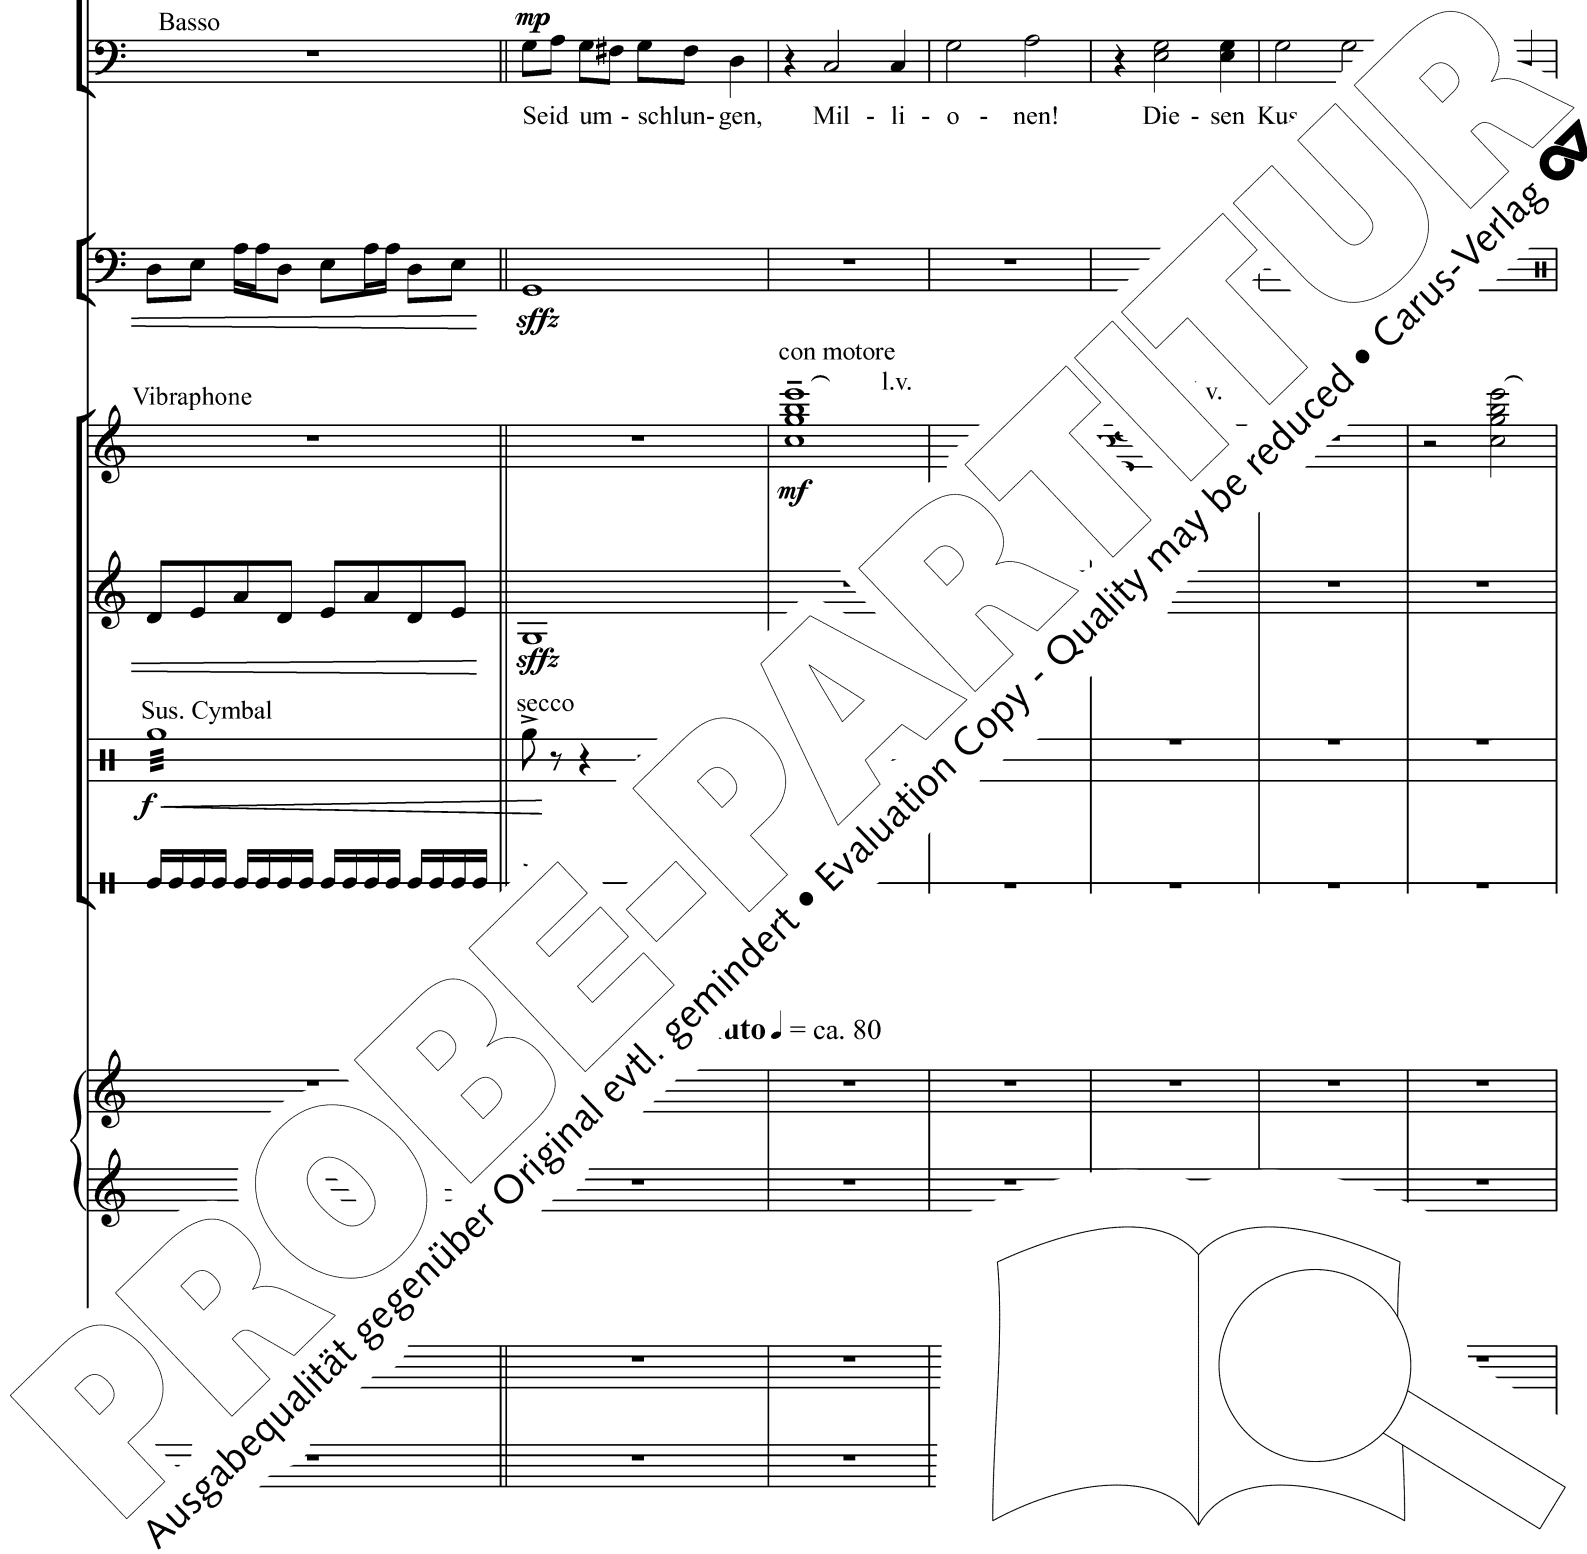 Basso
mp
Seid um - schlun- gen, Mil - li - o - nen! Die - sen
sffz
con motore
l.v.
Vibraphone
v.
mf
sffz
Sus. Cymbal
secco
f
= ca. 80
PROBE-PARTITUR
Ausgabequalität gegenüber Original evtl. gemindert • Evaluation Copy - Quality may be reduced • Carus-Verlag